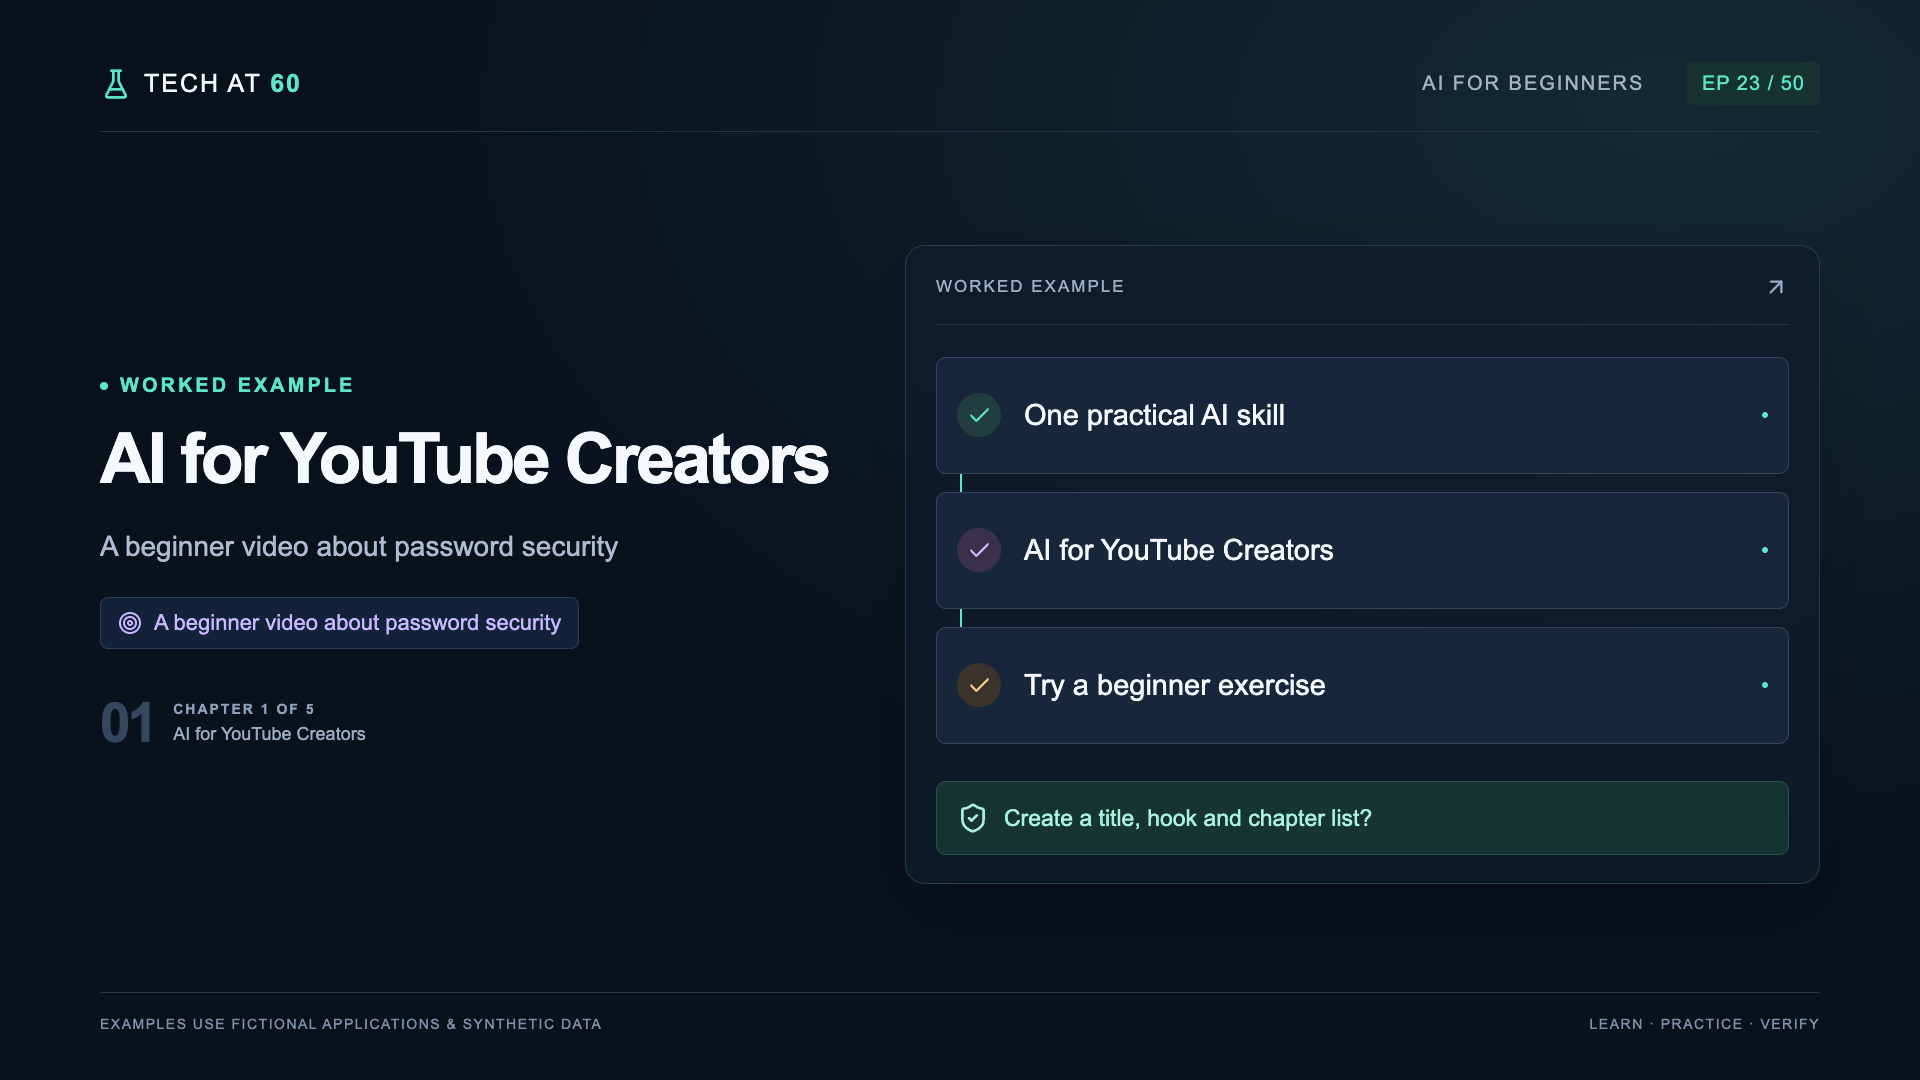 TECH AT 60
AI FOR BEGINNERS
EP 23 / 50
WORKED EXAMPLE
AI for YouTube Creators
A beginner video about password security
A beginner video about password security
01
CHAPTER 1 OF 5
AI for YouTube Creators
WORKED EXAMPLE
One practical AI skill
AI for YouTube Creators
Try a beginner exercise
Create a title, hook and chapter list?
EXAMPLES USE FICTIONAL APPLICATIONS & SYNTHETIC DATA
LEARN · PRACTICE · VERIFY